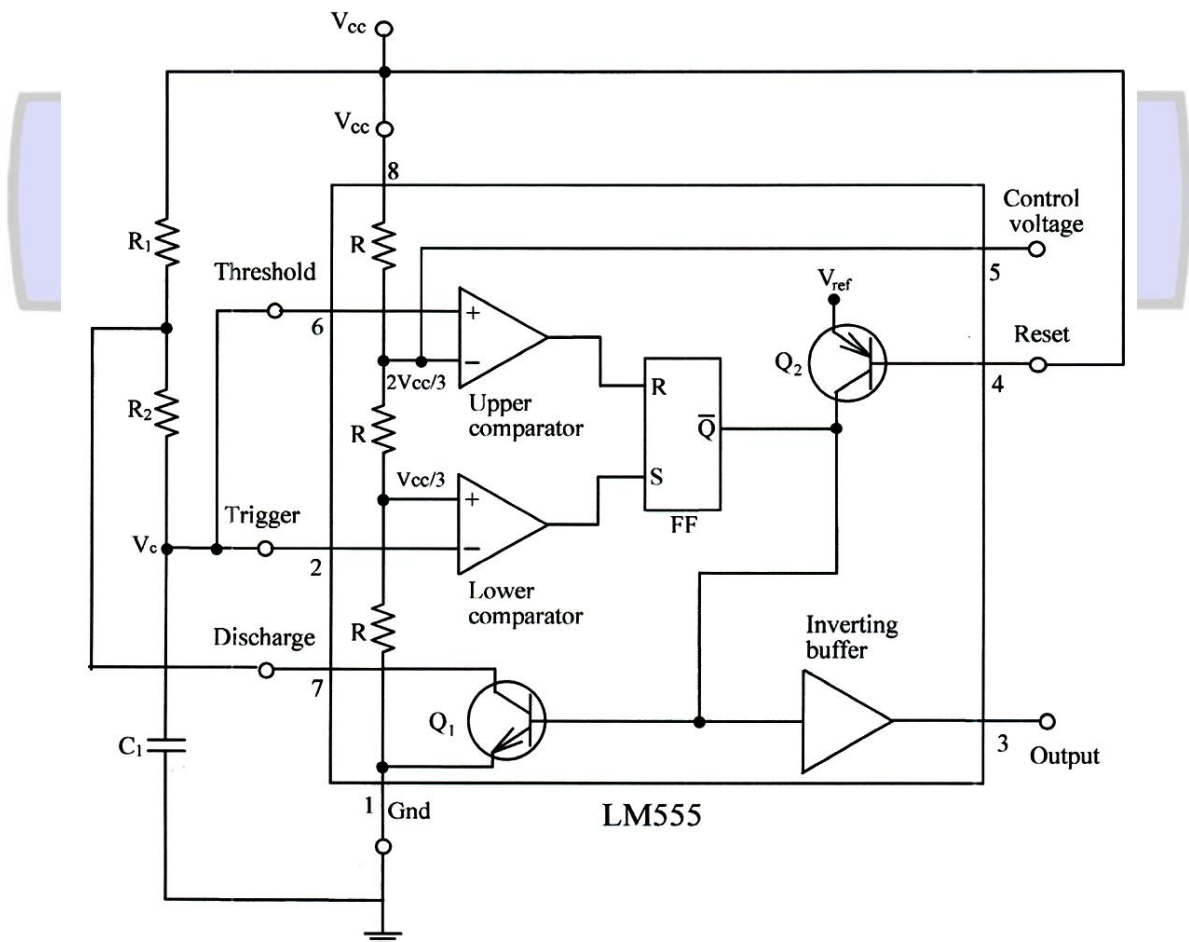 Vcc
Vcc
8
Control
voltage
5
R1
R
Threshold
6
+
−
2Vcc/3
Upper
comparator
Vref
Q2
Reset
4
R2
R
R
Q̅
S
FF
Vcc/3
+
−
Trigger
Vc
2
Lower
comparator
R
Discharge
7
Q1
Inverting
buffer
3
Output
C1
1
Gnd
LM555